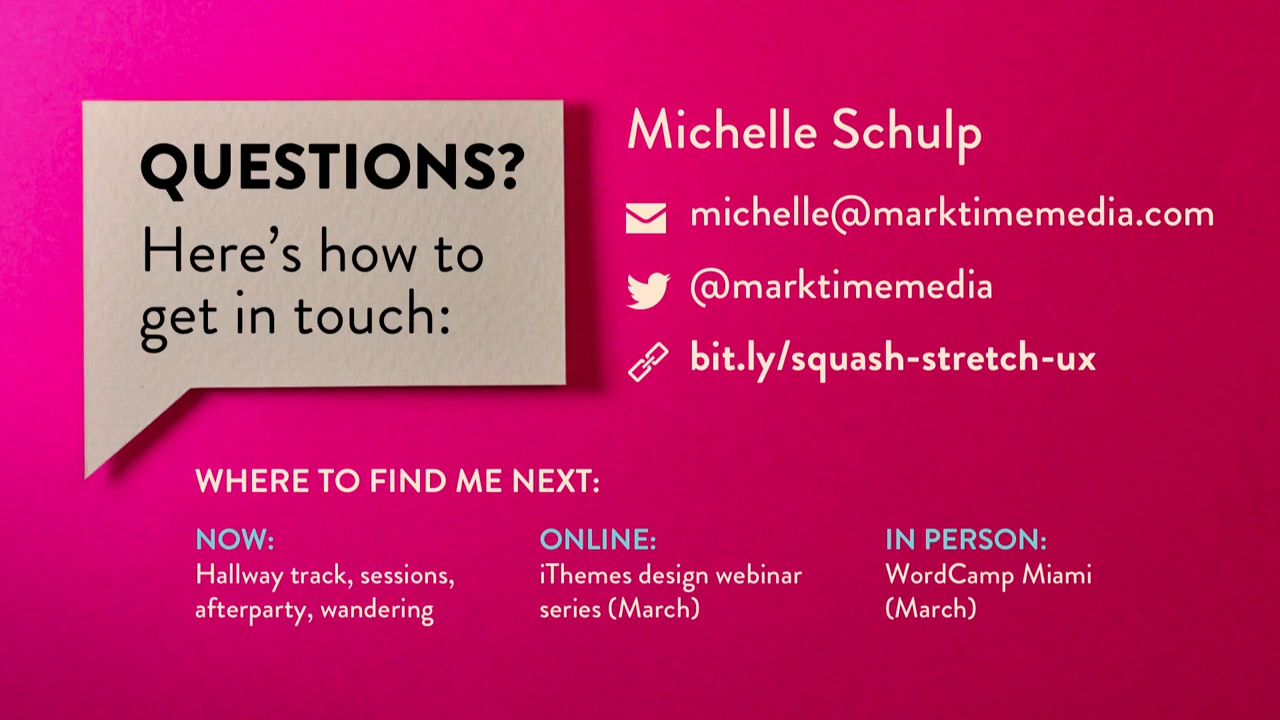 QUESTIONS?
Here’s how to
get in touch:
Michelle Schulp
michelle@marktimemedia.com
@marktimemedia
bit.ly/squash-stretch-ux
WHERE TO FIND ME NEXT:
NOW:
Hallway track, sessions,
afterparty, wandering
ONLINE:
iThemes design webinar
series (March)
IN PERSON:
WordCamp Miami
(March)